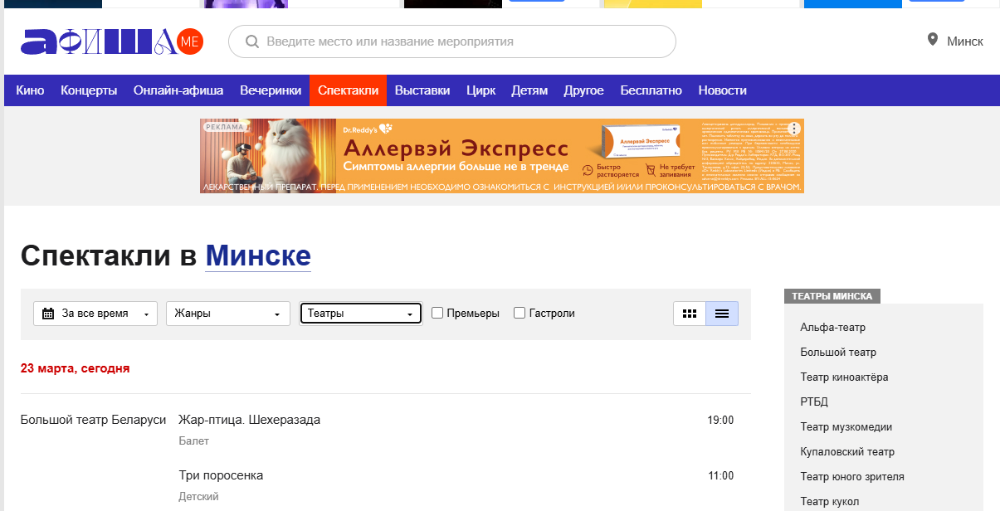 афиша ME
Введите место или название мероприятия
Минск
Кино Концерты Онлайн-афиша Вечеринки Спектакли Выставки Цирк Детям Другое Бесплатно Новости
РЕКЛАМА
Dr.Reddy's
Аллервэй Экспресс
Симптомы аллергии больше не в тренде
Аллервэй Экспресс
Быстро растворяется
Не требует запивания
ЛЕКАРСТВЕННЫЙ ПРЕПАРАТ. ПЕРЕД ПРИМЕНЕНИЕМ НЕОБХОДИМО ОЗНАКОМИТЬСЯ С ИНСТРУКЦИЕЙ И/ИЛИ ПРОКОНСУЛЬТИРОВАТЬСЯ С ВРАЧОМ.
Спектакли в Минске
За все время Жанры Театры Премьеры Гастроли
23 марта, сегодня
Большой театр Беларуси Жар-птица. Шехеразада 19:00
Балет
Три поросенка 11:00
Детский
ТЕАТРЫ МИНСКА
Альфа-театр
Большой театр
Театр киноактёра
РТБД
Театр музкомедии
Купаловский театр
Театр юного зрителя
Театр кукол